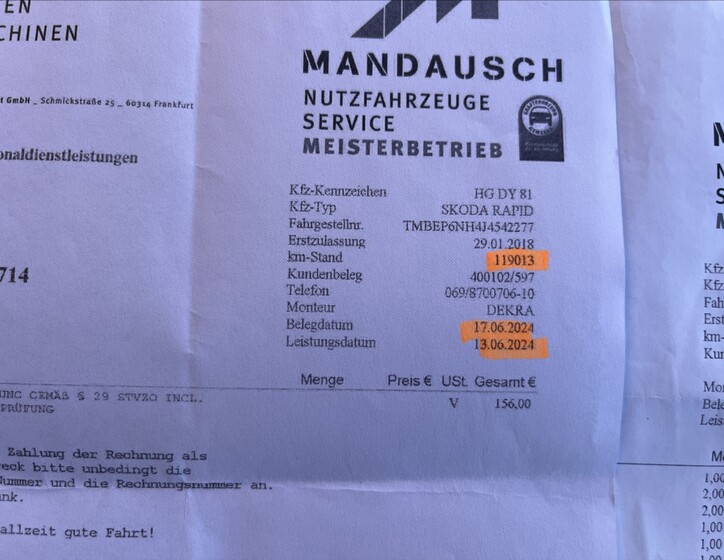 EN
CHINEN
GmbH _ Schmickstraße 25 _ 60314 Frankfurt
onaldienstleistungen
714
MANDAUSCH
NUTZFAHRZEUGE
SERVICE
MEISTERBETRIEB
Kfz-Kennzeichen HG DY 81
Kfz-Typ SKODA RAPID
Fahrgestellnr. TMBEP6NH4J4542277
Erstzulassung 29.01.2018
km-Stand 119013
Kundenbeleg 400102/597
Telefon 069/8700706-10
Monteur DEKRA
Belegdatum 17.06.2024
Leistungsdatum 13.06.2024
Menge Preis € USt. Gesamt €
UNG GEMÄß § 29 STVZO INCL. V 156,00
PRÜFUNG
Zahlung der Rechnung als
eck bitte unbedingt die
ummer und die Rechnungsnummer an.
nk.
allzeit gute Fahrt!
M
N
S
M
Kfz
Kfz
Fah
Erst
km-
Kun
Mon
Bele
Leis
Me
1,00
2,00
2,00
1,00
1,00